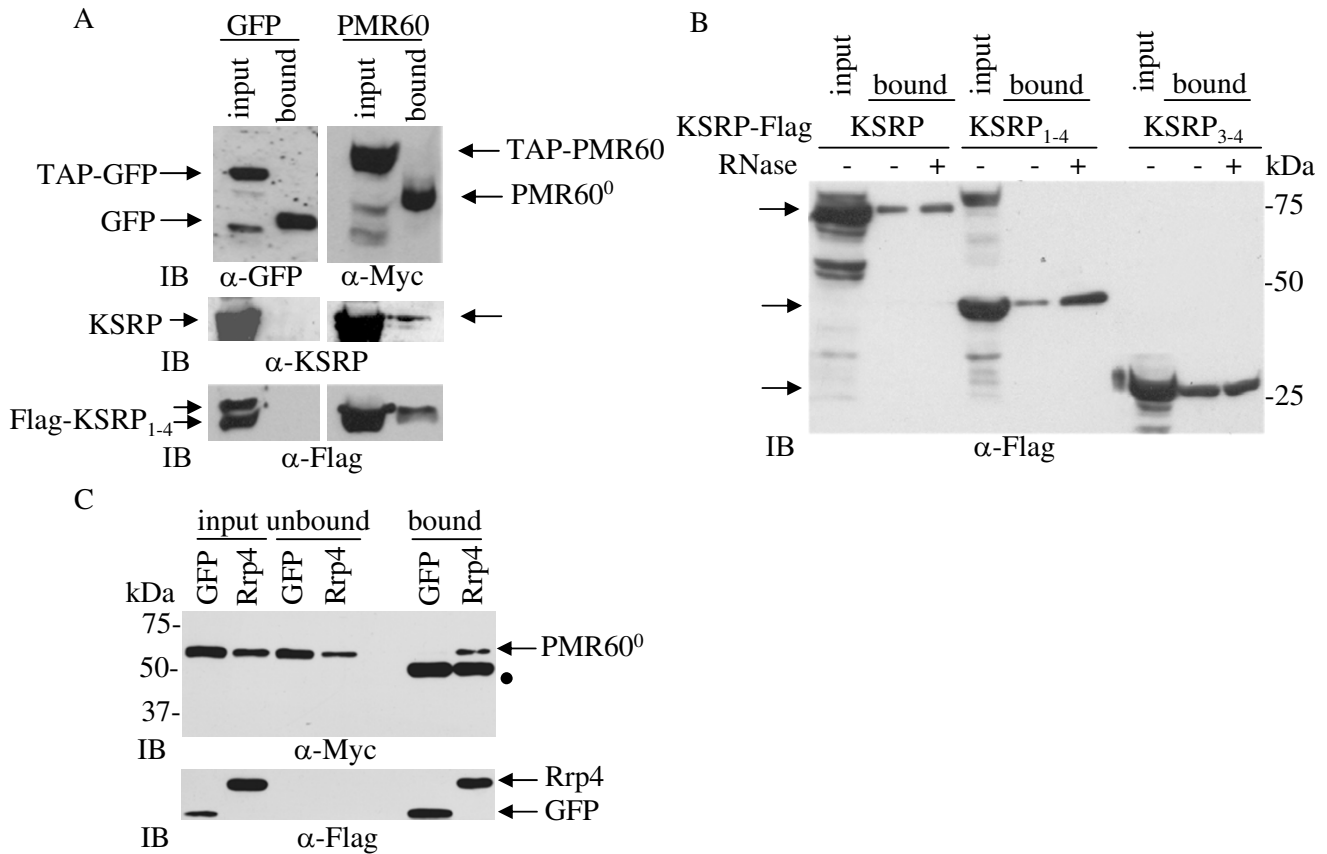 A
GFP PMR60
input bound input bound
TAP-GFP
GFP
TAP-PMR60
PMR60⁰
IB α-GFP α-Myc
KSRP
IB α-KSRP
Flag-KSRP₁₋₄
IB α-Flag
B
input bound input bound input bound
KSRP-Flag KSRP KSRP₁₋₄ KSRP₃₋₄
RNase - - + - - + - - + kDa
-75
-50
-25
IB α-Flag
C
input unbound bound
kDa GFP Rrp4 GFP Rrp4 GFP Rrp4
75-
50-
37-
PMR60⁰
IB α-Myc
Rrp4
GFP
IB α-Flag